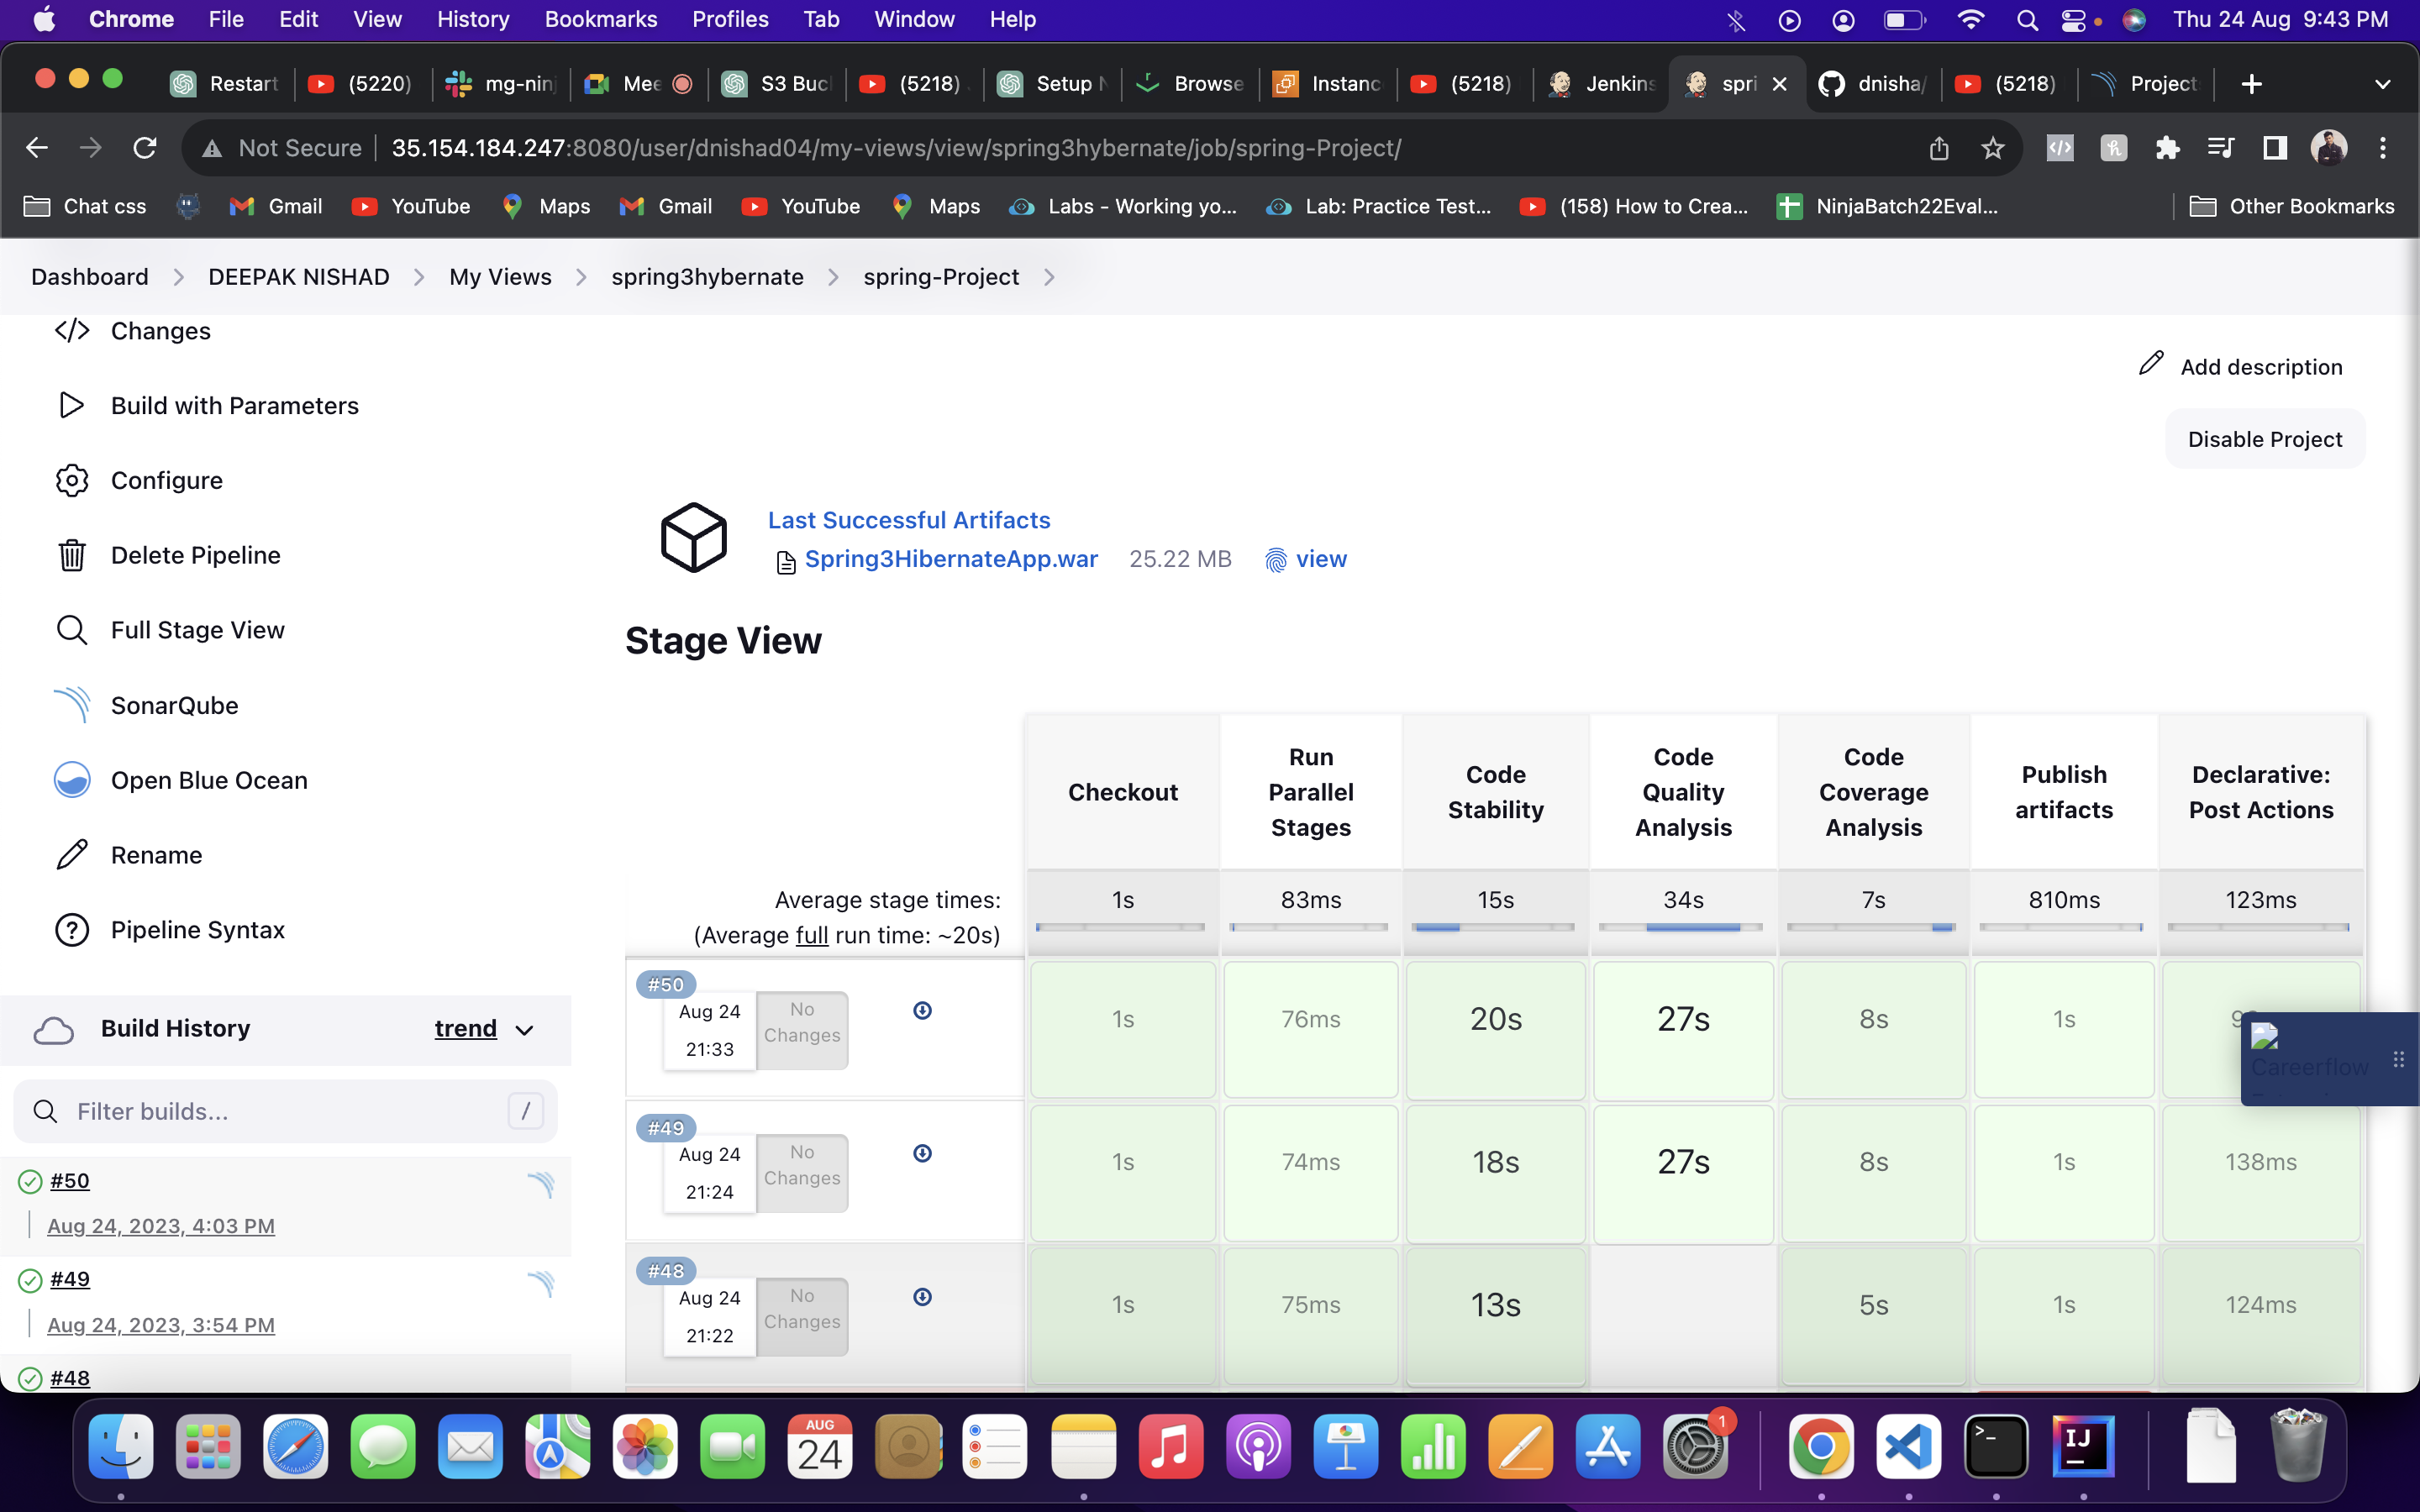 Chrome File Edit View History Bookmarks Profiles Tab Window Help Thu 24 Aug 9:43 PM
Restart (5220) mg-nin Mee S3 Buc (5218) Setup N Browse Instanc (5218) Jenkins spri dnisha/ (5218) Project
Not Secure 35.154.184.247:8080/user/dnishad04/my-views/view/spring3hybernate/job/spring-Project/
Chat css Gmail YouTube Maps Gmail YouTube Maps Labs - Working yo... Lab: Practice Test... (158) How to Crea... NinjaBatch22Eval... Other Bookmarks
Dashboard DEEPAK NISHAD My Views spring3hybernate spring-Project
Changes
Build with Parameters
Configure
Delete Pipeline
Full Stage View
SonarQube
Open Blue Ocean
Rename
Pipeline Syntax
Build History trend
Filter builds... /
#50
Aug 24, 2023, 4:03 PM
#49
Aug 24, 2023, 3:54 PM
#48
Add description
Disable Project
Last Successful Artifacts
Spring3HibernateApp.war 25.22 MB view
Stage View
Checkout
Run Parallel Stages
Code Stability
Code Quality Analysis
Code Coverage Analysis
Publish artifacts
Declarative: Post Actions
Average stage times:
(Average full run time: ~20s)
1s 83ms 15s 34s 7s 810ms 123ms
#50
Aug 24
21:33
No Changes
1s 76ms 20s 27s 8s 1s
Careerflow
#49
Aug 24
21:24
No Changes
1s 74ms 18s 27s 8s 1s 138ms
#48
Aug 24
21:22
No Changes
1s 75ms 13s 5s 1s 124ms
AUG
24
1
IJ